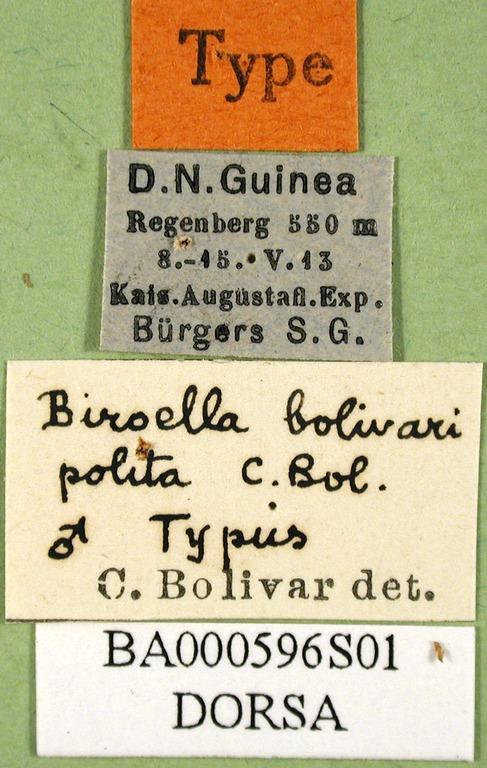 Type
D.N.Guinea
Regenberg 550 m
8.-15. V.13
Kais.Augustafl.Exp.
Bürgers S.G.
Biroella bolivari
polita C.Bol.
♂ Typus
C. Bolivar det.
BA000596S01
DORSA